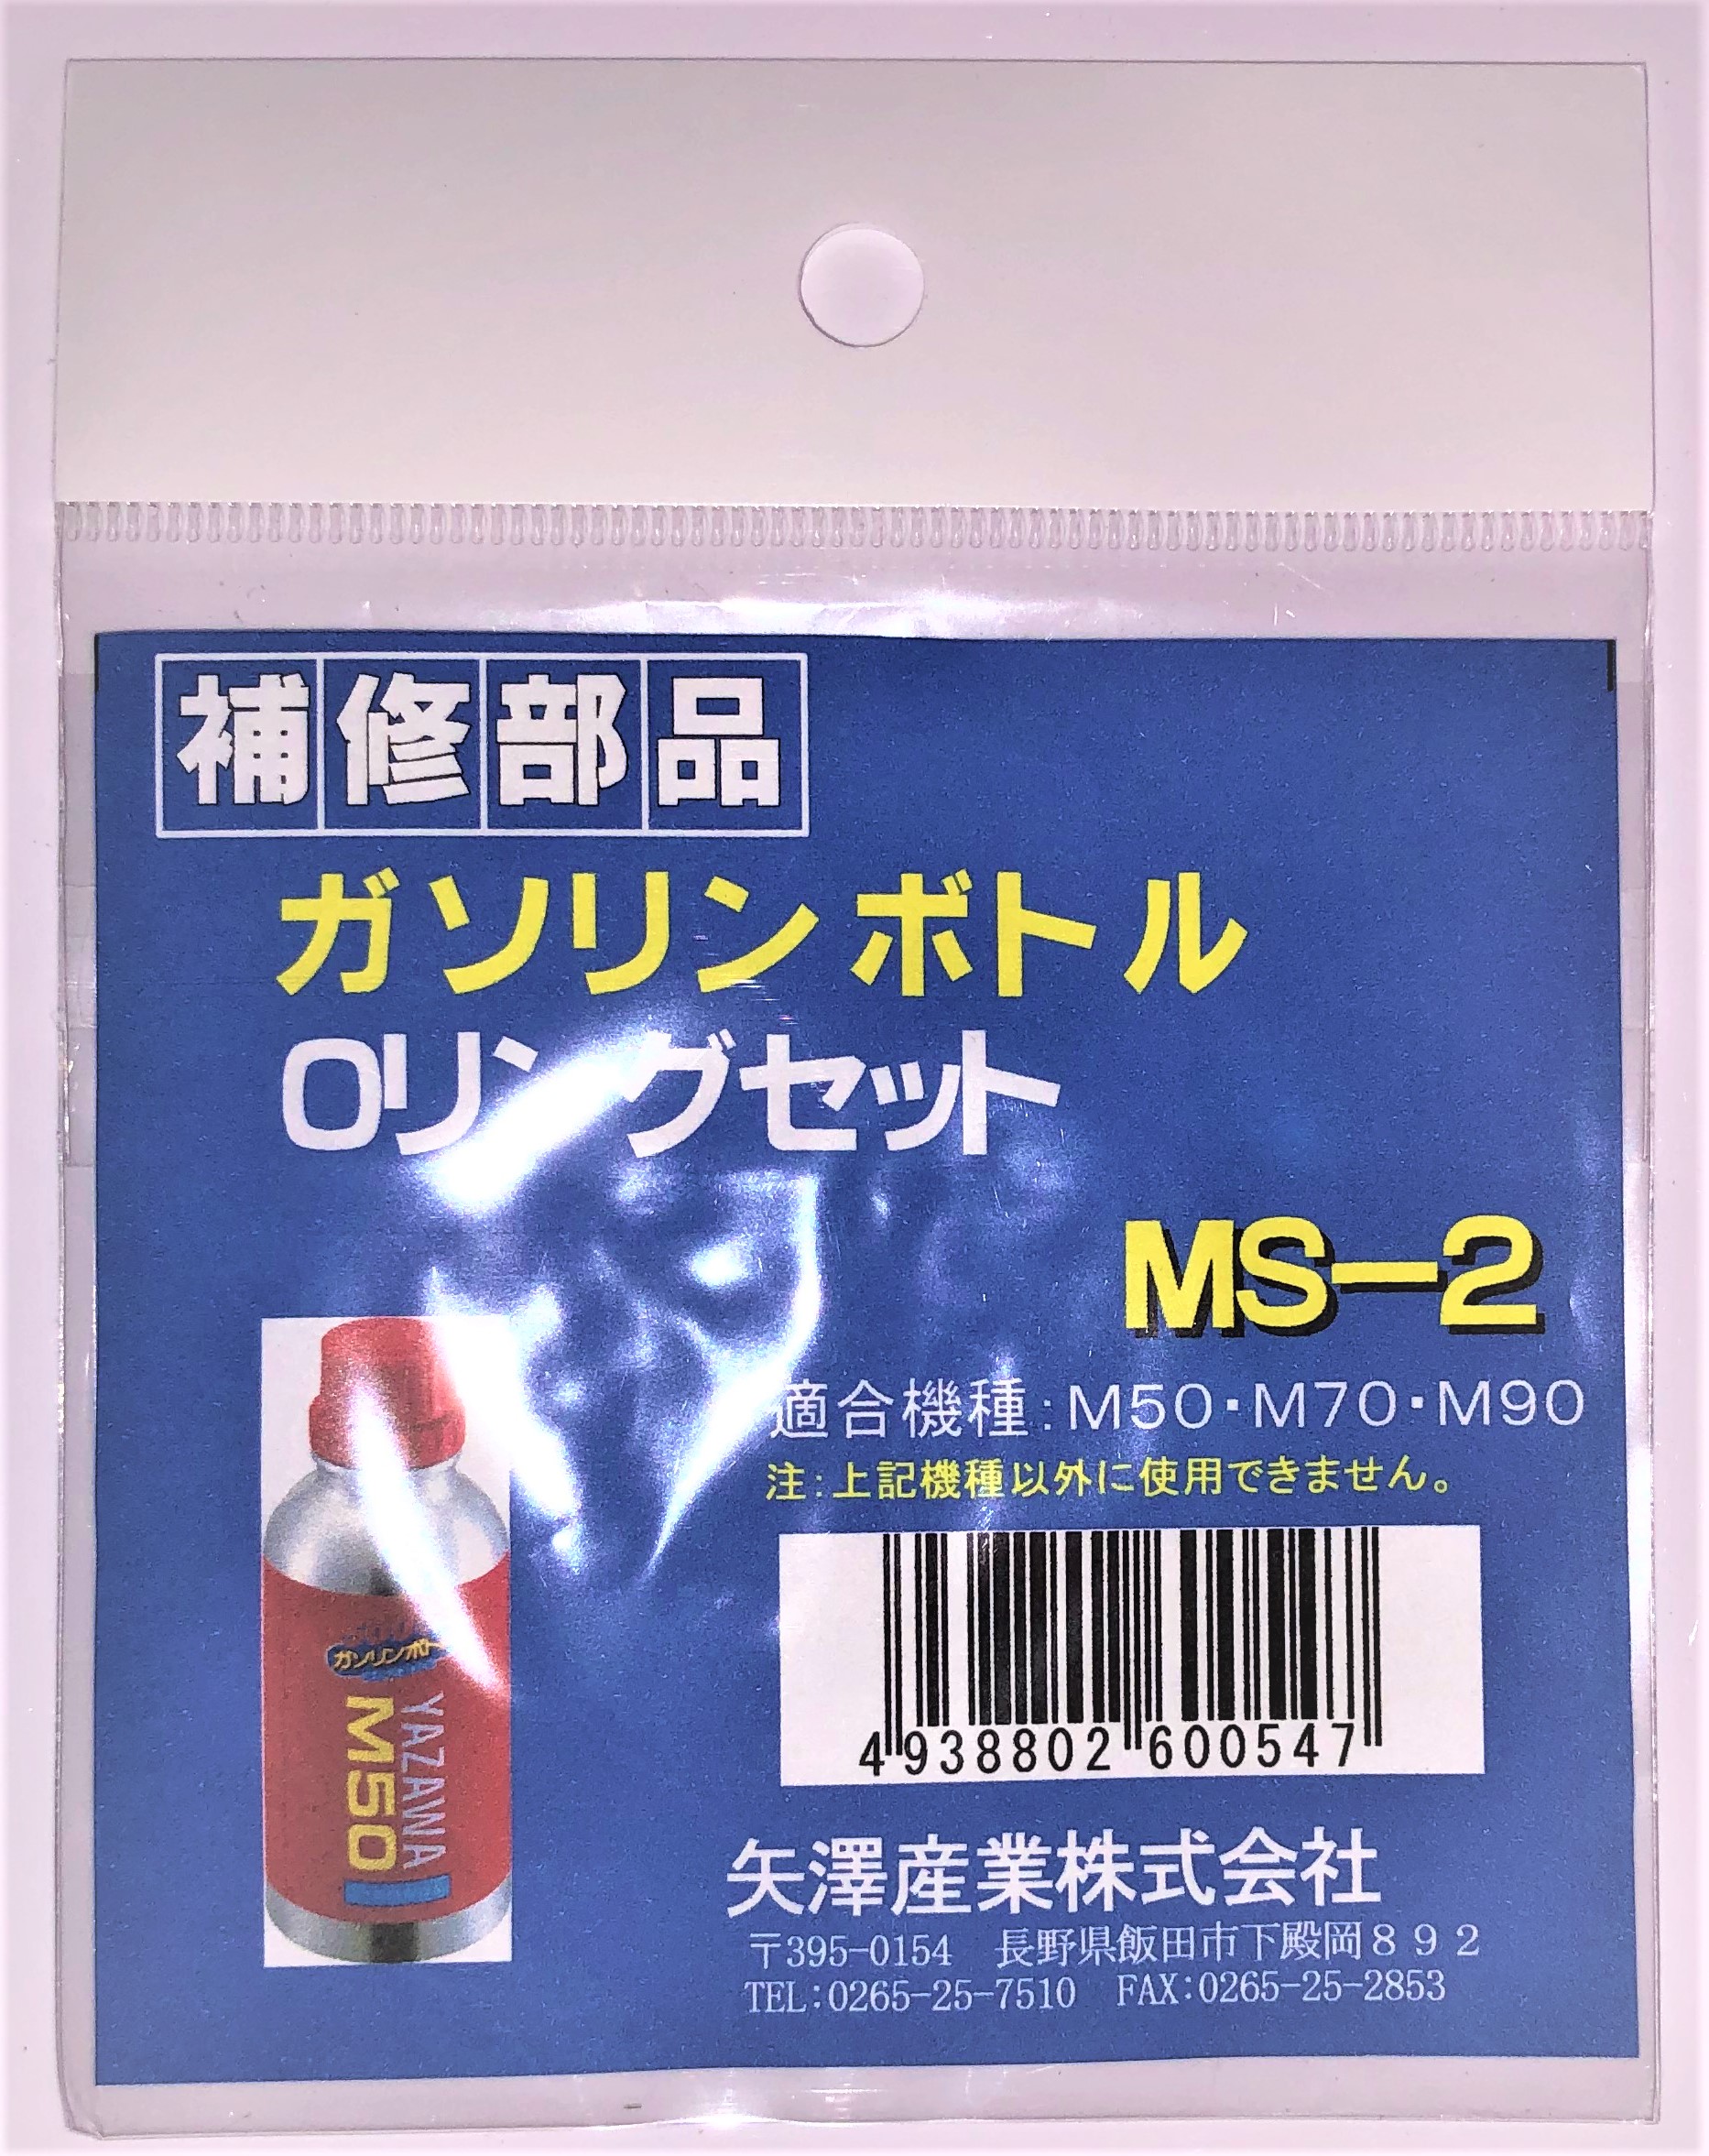 補修部品
ガソリンボトル
Oリングセット
MS-2
適合機種:M50・M70・M90
注:上記機種以外に使用できません。
ガソリンボト
YAZAWA
M50
4938802600547
矢澤産業株式会社
〒395-0154 長野県飯田市下殿岡892
TEL:0265-25-7510 FAX:0265-25-2853